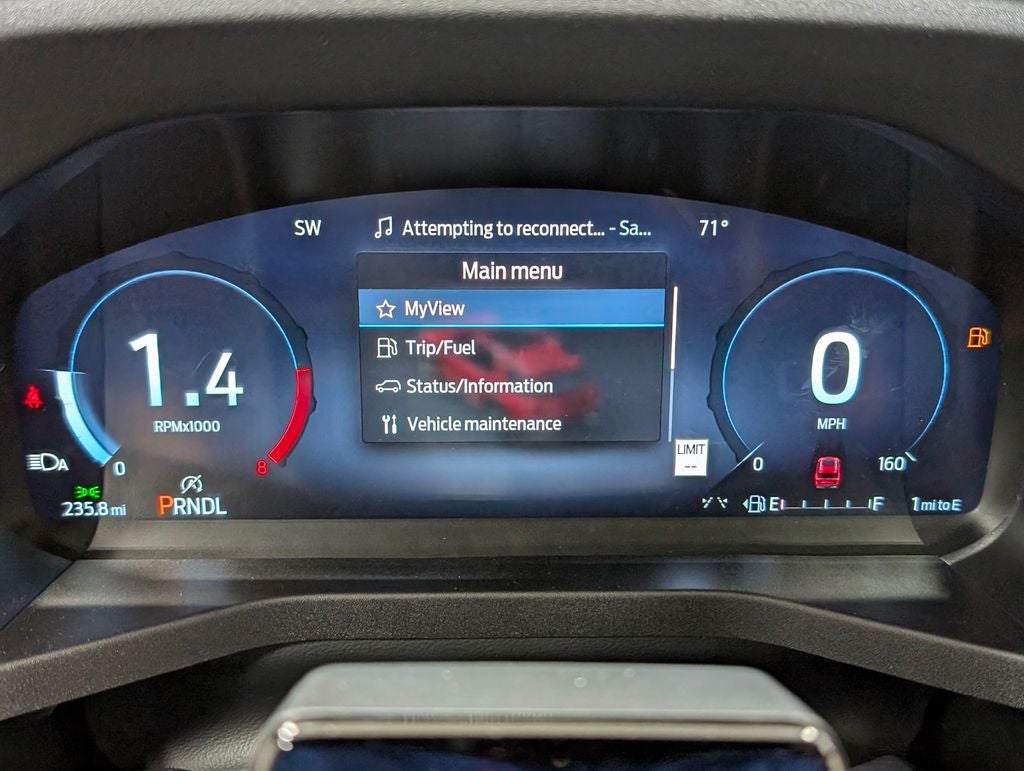 SW
Attempting to reconnect... - Sa...
71°
Main menu
MyView
Trip/Fuel
Status/Information
Vehicle maintenance
1.4
RPMx1000
0
8
A
235.8 mi
PRNDL
0
MPH
LIMIT
--
0
160
E
F
1 mi to E